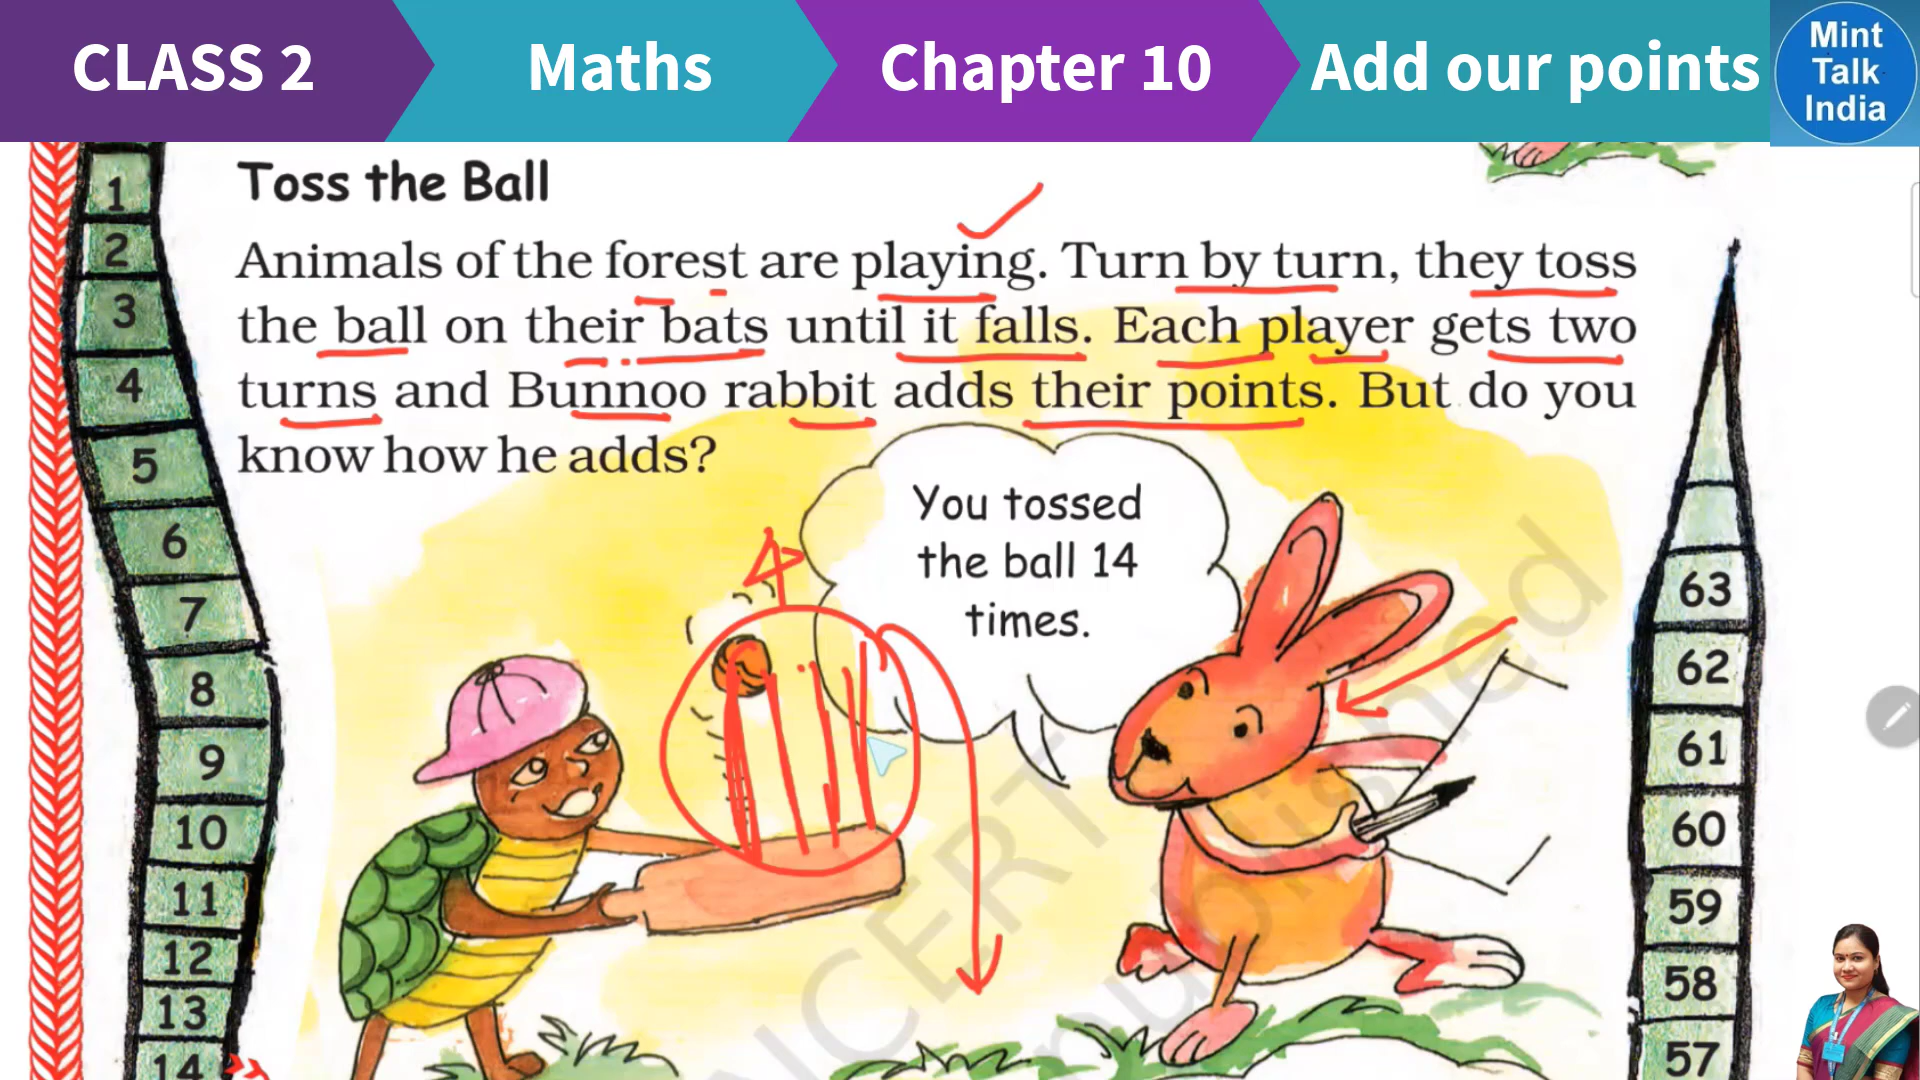 CLASS 2
Maths
Chapter 10
Add our points
Mint
Talk
India
Toss the Ball
Animals of the forest are playing. Turn by turn, they toss
the ball on their bats until it falls. Each player gets two
turns and Bunnoo rabbit adds their points. But do you
know how he adds?
You tossed
the ball 14
times.
1
2
3
4
5
6
7
8
9
10
11
12
13
14
63
62
61
60
59
58
57
NCERT